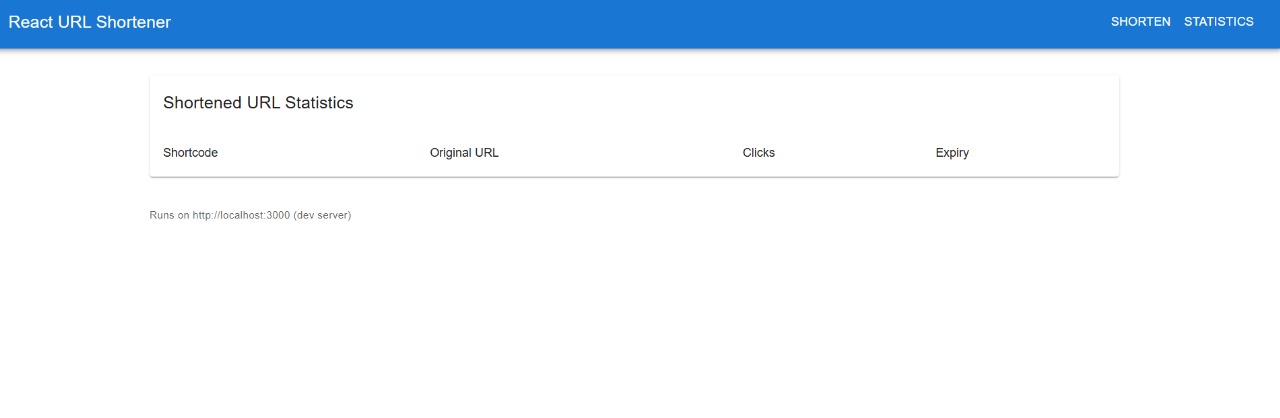 React URL Shortener SHORTEN STATISTICS
Shortened URL Statistics
Shortcode Original URL Clicks Expiry
Runs on http://localhost:3000 (dev server)